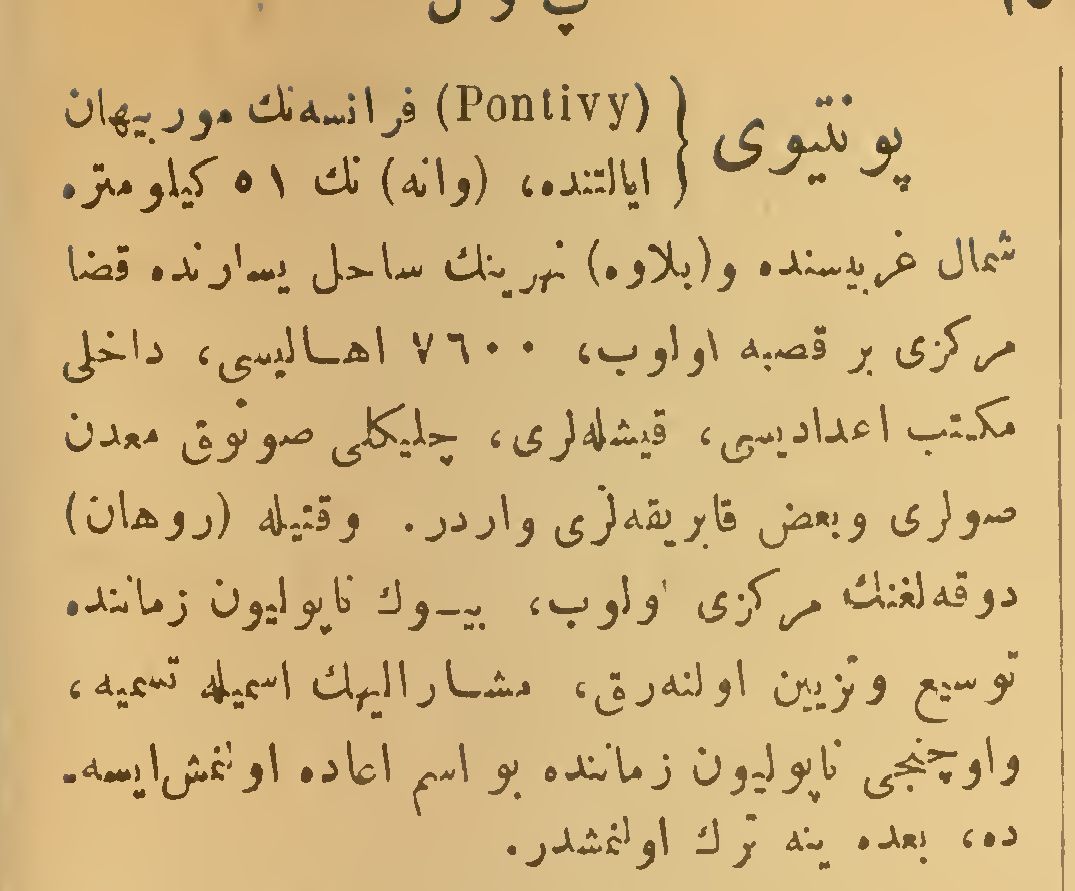 پونتیوی { (Pontivy) فرانسه‌نك موربیهان
ایالتنده، (وانه) نك ٥١ کیلومتره
شمال غربیسنده و(بلاوه) نهرینك ساحل یسارنده قضا
مرکزی بر قصبه اولوب، ٧٦٠٠ اهالیسی، داخلی
مکتب اعدادیسی، قیشله‌لری، چلیکلی صوئوق معدن
صولری وبعض قابریقه‌لری واردر. وقتیله (روهان)
دوقه‌لغنك مرکزی اولوب، بیوك ناپولیون زماننده
توسیع وتزیین اولنه‌رق، مشارالیهك اسمیله تسمیه،
واوچنجی ناپولیون زماننده بو اسم اعاده اولنمش‌ایسه‌ـ
ده، بعده ینه ترك اولنمشدر.